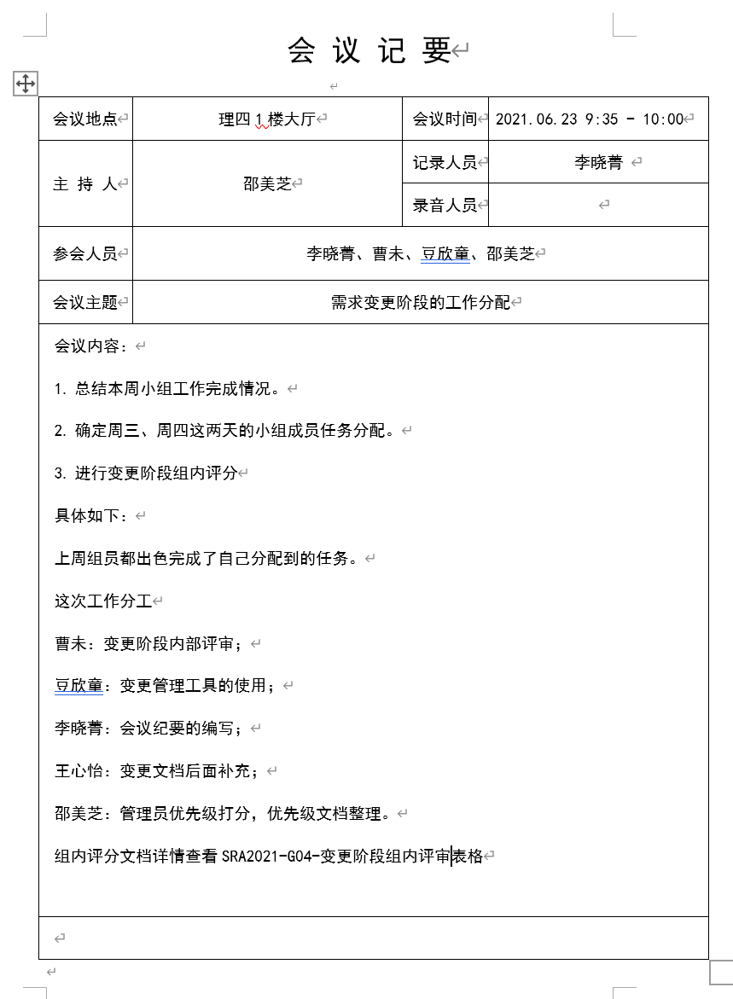 会 议 记 要
会议地点 理四 1 楼大厅 会议时间 2021.06.23 9:35 - 10:00
主 持 人 邵美芝 记录人员 李晓菁
录音人员
参会人员 李晓菁、曹未、豆欣童、邵美芝
会议主题 需求变更阶段的工作分配
会议内容：
1. 总结本周小组工作完成情况。
2. 确定周三、周四这两天的小组成员任务分配。
3. 进行变更阶段组内评分
具体如下：
上周组员都出色完成了自己分配到的任务。
这次工作分工
曹未：变更阶段内部评审；
豆欣童：变更管理工具的使用；
李晓菁：会议纪要的编写；
王心怡：变更文档后面补充；
邵美芝：管理员优先级打分，优先级文档整理。
组内评分文档详情查看 SRA2021-G04-变更阶段组内评审表格